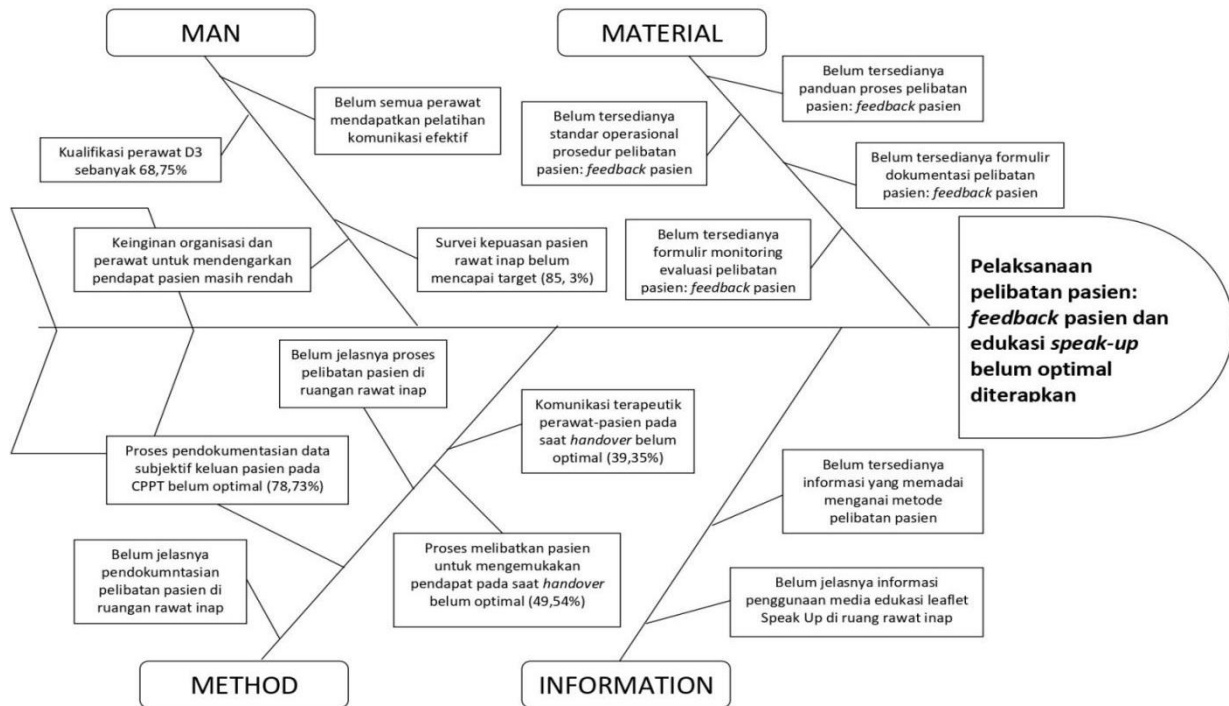 MAN
MATERIAL
Belum semua perawat
mendapatkan pelatihan
komunikasi efektif
Kualifikasi perawat D3
sebanyak 68,75%
Keinginan organisasi dan
perawat untuk mendengarkan
pendapat pasien masih rendah
Survei kepuasan pasien
rawat inap belum
mencapai target (85, 3%)
Belum tersedianya
panduan proses pelibatan
pasien: feedback pasien
Belum tersedianya
standar operasional
prosedur pelibatan
pasien: feedback pasien
Belum tersedianya formulir
dokumentasi pelibatan
pasien: feedback pasien
Belum tersedianya
formulir monitoring
evaluasi pelibatan
pasien: feedback pasien
Pelaksanaan
pelibatan pasien:
feedback pasien dan
edukasi speak-up
belum optimal
diterapkan
Belum jelasnya proses
pelibatan pasien di
ruangan rawat inap
Komunikasi terapeutik
perawat-pasien pada
saat handover belum
optimal (39,35%)
Proses pendokumentasian data
subjektif keluan pasien pada
CPPT belum optimal (78,73%)
Belum jelasnya
pendokumntasian
pelibatan pasien di
ruangan rawat inap
Proses melibatkan pasien
untuk mengemukakan
pendapat pada saat handover
belum optimal (49,54%)
Belum tersedianya
informasi yang memadai
menganai metode
pelibatan pasien
Belum jelasnya informasi
penggunaan media edukasi leaflet
Speak Up di ruang rawat inap
METHOD
INFORMATION